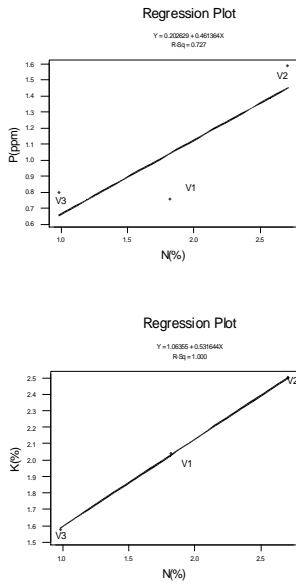 Regression Plot
Y = 0.202629 + 0.461364X
R-Sq = 0.727
1.6
1.5
1.4
1.3
1.2
1.1
1.0
0.9
0.8
0.7
0.6
P(ppm)
V2
V1
V3
1.0
1.5
2.0
2.5
N(%)
Regression Plot
Y = 1.06355 + 0.531644X
R-Sq = 1.000
2.5
2.4
2.3
2.2
2.1
2.0
1.9
1.8
1.7
1.6
1.5
K(%)
V2
V1
V3
1.0
1.5
2.0
2.5
N(%)